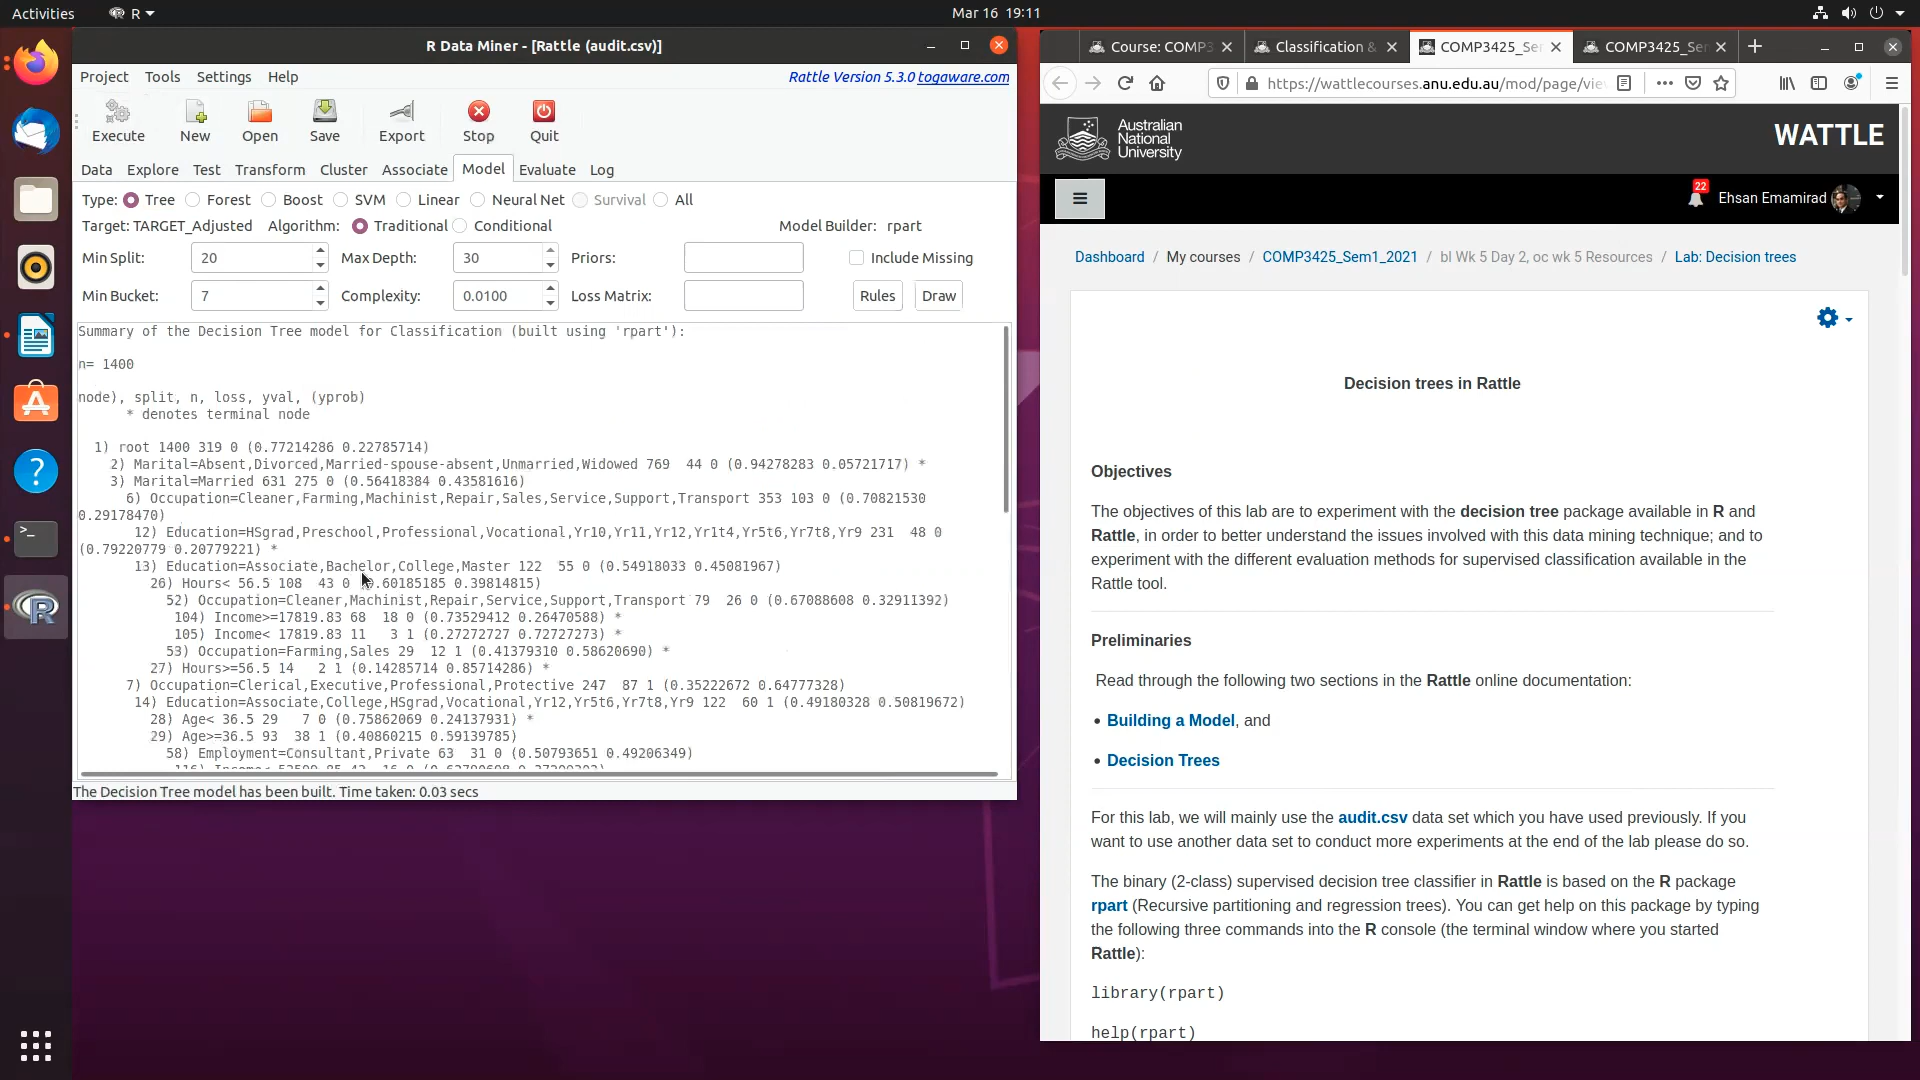 Activities
R
Mar 16 19:11
R Data Miner - [Rattle (audit.csv)]
Project Tools Settings Help
Rattle Version 5.3.0 togaware.com
Execute New Open Save Export Stop Quit
Data Explore Test Transform Cluster Associate Model Evaluate Log
Type: Tree Forest Boost SVM Linear Neural Net Survival All
Target: TARGET_Adjusted Algorithm: Traditional Conditional Model Builder: rpart
Min Split: 20 Max Depth: 30 Priors: Include Missing
Min Bucket: 7 Complexity: 0.0100 Loss Matrix: Rules Draw
Summary of the Decision Tree model for Classification (built using 'rpart'):
n= 1400
node), split, n, loss, yval, (yprob)
* denotes terminal node
1) root 1400 319 0 (0.77214286 0.22785714)
2) Marital=Absent,Divorced,Married-spouse-absent,Unmarried,Widowed 769 44 0 (0.94278283 0.05721717) *
3) Marital=Married 631 275 0 (0.56418384 0.43581616)
6) Occupation=Cleaner,Farming,Machinist,Repair,Sales,Service,Support,Transport 353 103 0 (0.70821530
0.29178470)
12) Education=HSgrad,Preschool,Professional,Vocational,Yr10,Yr11,Yr12,Yr1t4,Yr5t6,Yr7t8,Yr9 231 48 0
(0.79220779 0.20779221) *
13) Education=Associate,Bachelor,College,Master 122 55 0 (0.54918033 0.45081967)
26) Hours< 56.5 108 43 0 (0.60185185 0.39814815)
52) Occupation=Cleaner,Machinist,Repair,Service,Support,Transport 79 26 0 (0.67088608 0.32911392)
104) Income>=17819.83 68 18 0 (0.73529412 0.26470588) *
105) Income< 17819.83 11 3 1 (0.27272727 0.72727273) *
53) Occupation=Farming,Sales 29 12 1 (0.41379310 0.58620690) *
27) Hours>=56.5 14 2 1 (0.14285714 0.85714286) *
7) Occupation=Clerical,Executive,Professional,Protective 247 87 1 (0.35222672 0.64777328)
14) Education=Associate,College,HSgrad,Vocational,Yr12,Yr5t6,Yr7t8,Yr9 122 60 1 (0.49180328 0.50819672)
28) Age< 36.5 29 7 0 (0.75862069 0.24137931) *
29) Age>=36.5 93 38 1 (0.40860215 0.59139785)
58) Employment=Consultant,Private 63 31 0 (0.50793651 0.49206349)
The Decision Tree model has been built. Time taken: 0.03 secs
Course: COMP3 Classification & COMP3425_Se COMP3425_Se
https://wattlecourses.anu.edu.au/mod/page/vie
Australian
National
University
WATTLE
22
Ehsan Emamirad
Dashboard / My courses / COMP3425_Sem1_2021 / bl Wk 5 Day 2, oc wk 5 Resources / Lab: Decision trees
Decision trees in Rattle
Objectives
The objectives of this lab are to experiment with the decision tree package available in R and
Rattle, in order to better understand the issues involved with this data mining technique; and to
experiment with the different evaluation methods for supervised classification available in the
Rattle tool.
Preliminaries
Read through the following two sections in the Rattle online documentation:
• Building a Model, and
• Decision Trees
For this lab, we will mainly use the audit.csv data set which you have used previously. If you
want to use another data set to conduct more experiments at the end of the lab please do so.
The binary (2-class) supervised decision tree classifier in Rattle is based on the R package
rpart (Recursive partitioning and regression trees). You can get help on this package by typing
the following three commands into the R console (the terminal window where you started
Rattle):
library(rpart)
help(rpart)